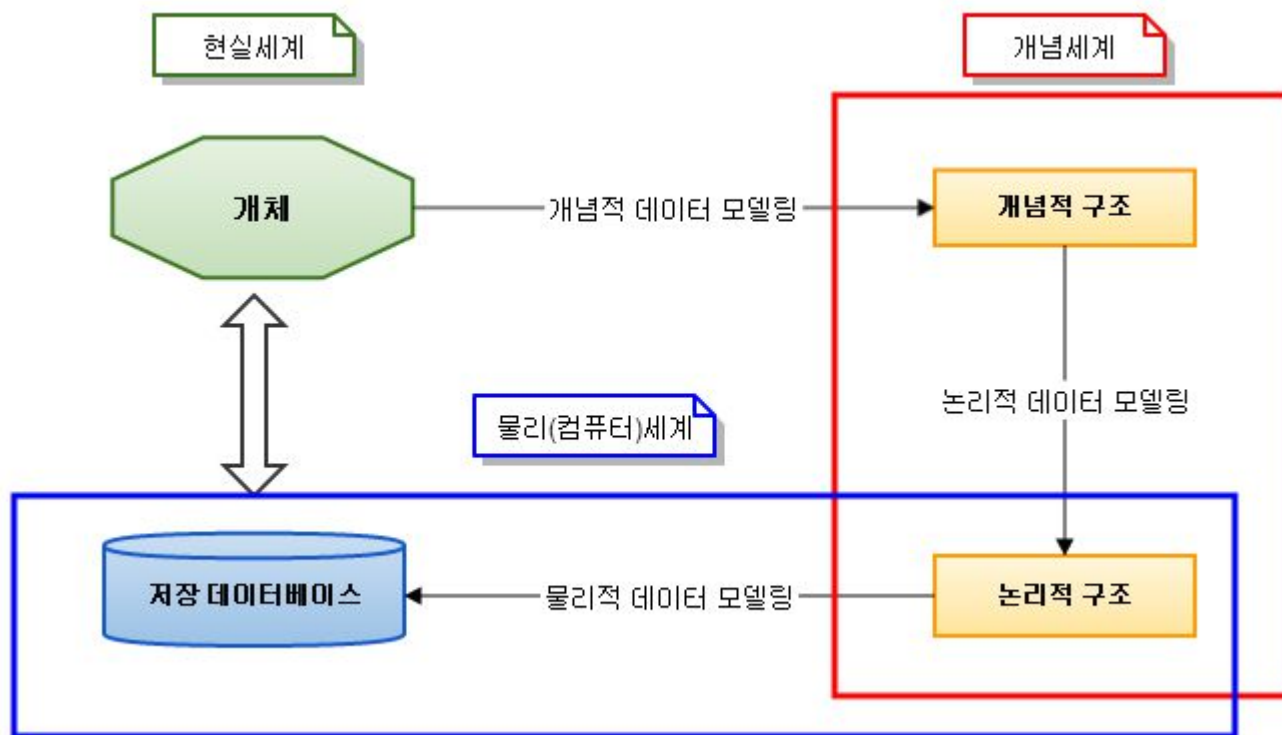 현실세계
개념세계
개체
개념적 데이터 모델링
개념적 구조
논리적 데이터 모델링
물리(컴퓨터)세계
저장 데이터베이스
물리적 데이터 모델링
논리적 구조